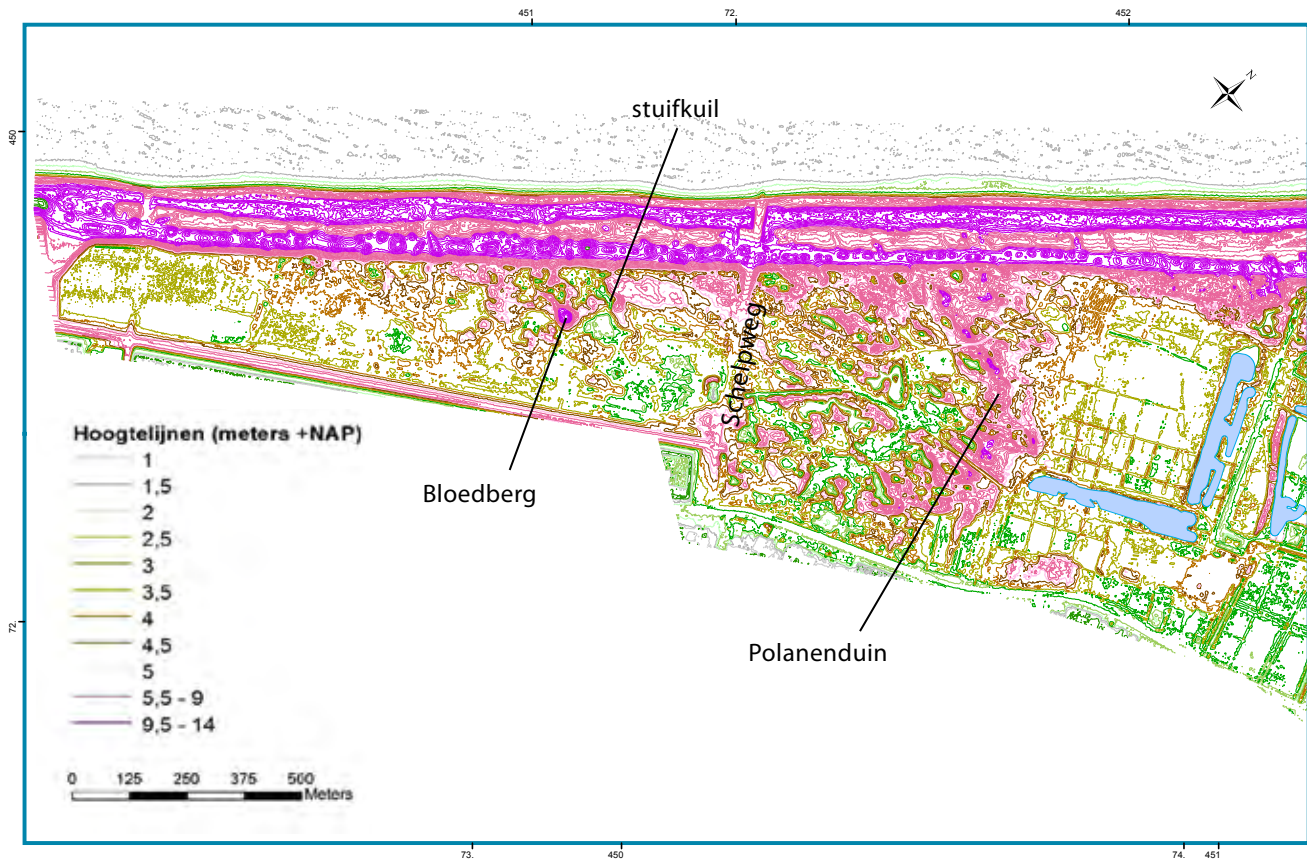 451
72.
452
N
450
stuifkuil
Schelpweg
Hoogtelijnen (meters +NAP)
1
1,5
2
2,5
3
3,5
4
4,5
5
5,5 - 9
9,5 - 14
Bloedberg
Polanenduin
72.
0 125 250 375 500
Meters
73.
450
74.
451